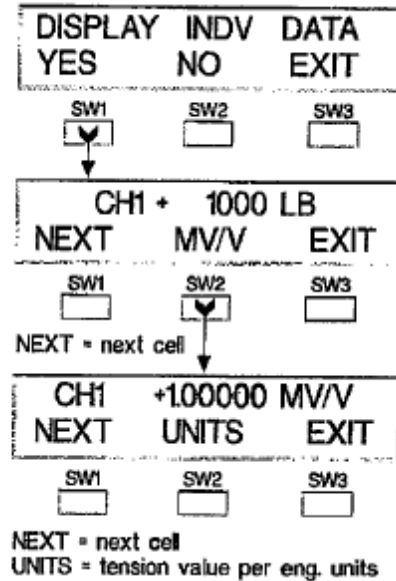 DISPLAY INDV DATA
YES NO EXIT
SW1 SW2 SW3
CH1 + 1000 LB
NEXT MV/V EXIT
SW1 SW2 SW3
NEXT = next cell
CH1 +1.00000 MV/V
NEXT UNITS EXIT
SW1 SW2 SW3
NEXT = next cell
UNITS = tension value per eng. units